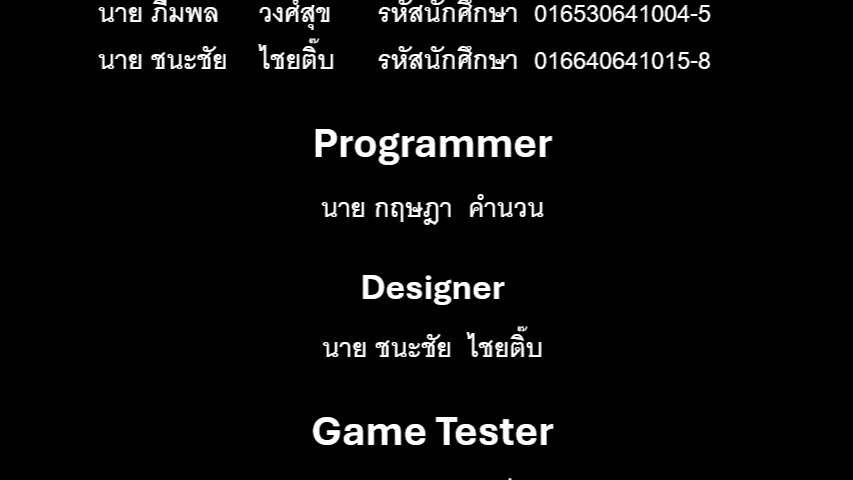 นาย ภีมพล วงศ์สุข รหัสนักศึกษา 016530641004-5
นาย ชนะชัย ไชยติ๊บ รหัสนักศึกษา 016640641015-8
Programmer
นาย กฤษฎา คำนวน
Designer
นาย ชนะชัย ไชยติ๊บ
Game Tester